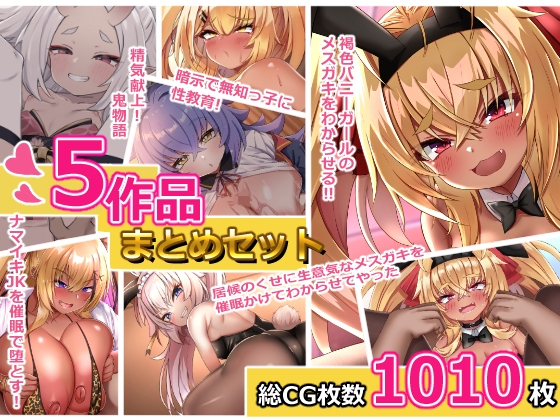 精気献上！
鬼物語
暗示で無知っ子に
性教育！
褐色バニーガールの
メスガキをわからせる!!
5作品
まとめセット
ナマイキJKを催眠で堕とす！
居候のくせに生意気なメスガキを
催眠かけてわからせてやった
総CG枚数1010枚